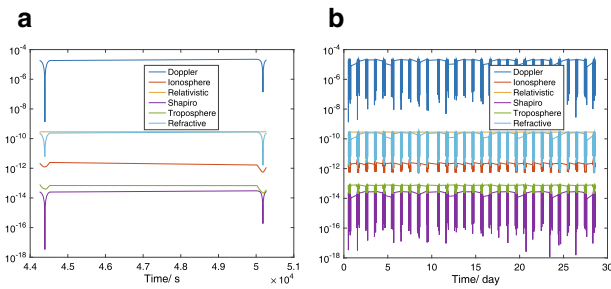 a
b
10^-4
10^-6
10^-8
10^-10
10^-12
10^-14
10^-16
10^-18
Doppler
Ionosphere
Relativistic
Shapiro
Troposphere
Refractive
4.4
4.5
4.6
4.7
4.8
4.9
5
5.1
Time/ s
× 10^4
10^-4
10^-6
10^-8
10^-10
10^-12
10^-14
10^-16
10^-18
Doppler
Ionosphere
Relativistic
Shapiro
Troposphere
Refractive
0
5
10
15
20
25
30
Time/ day